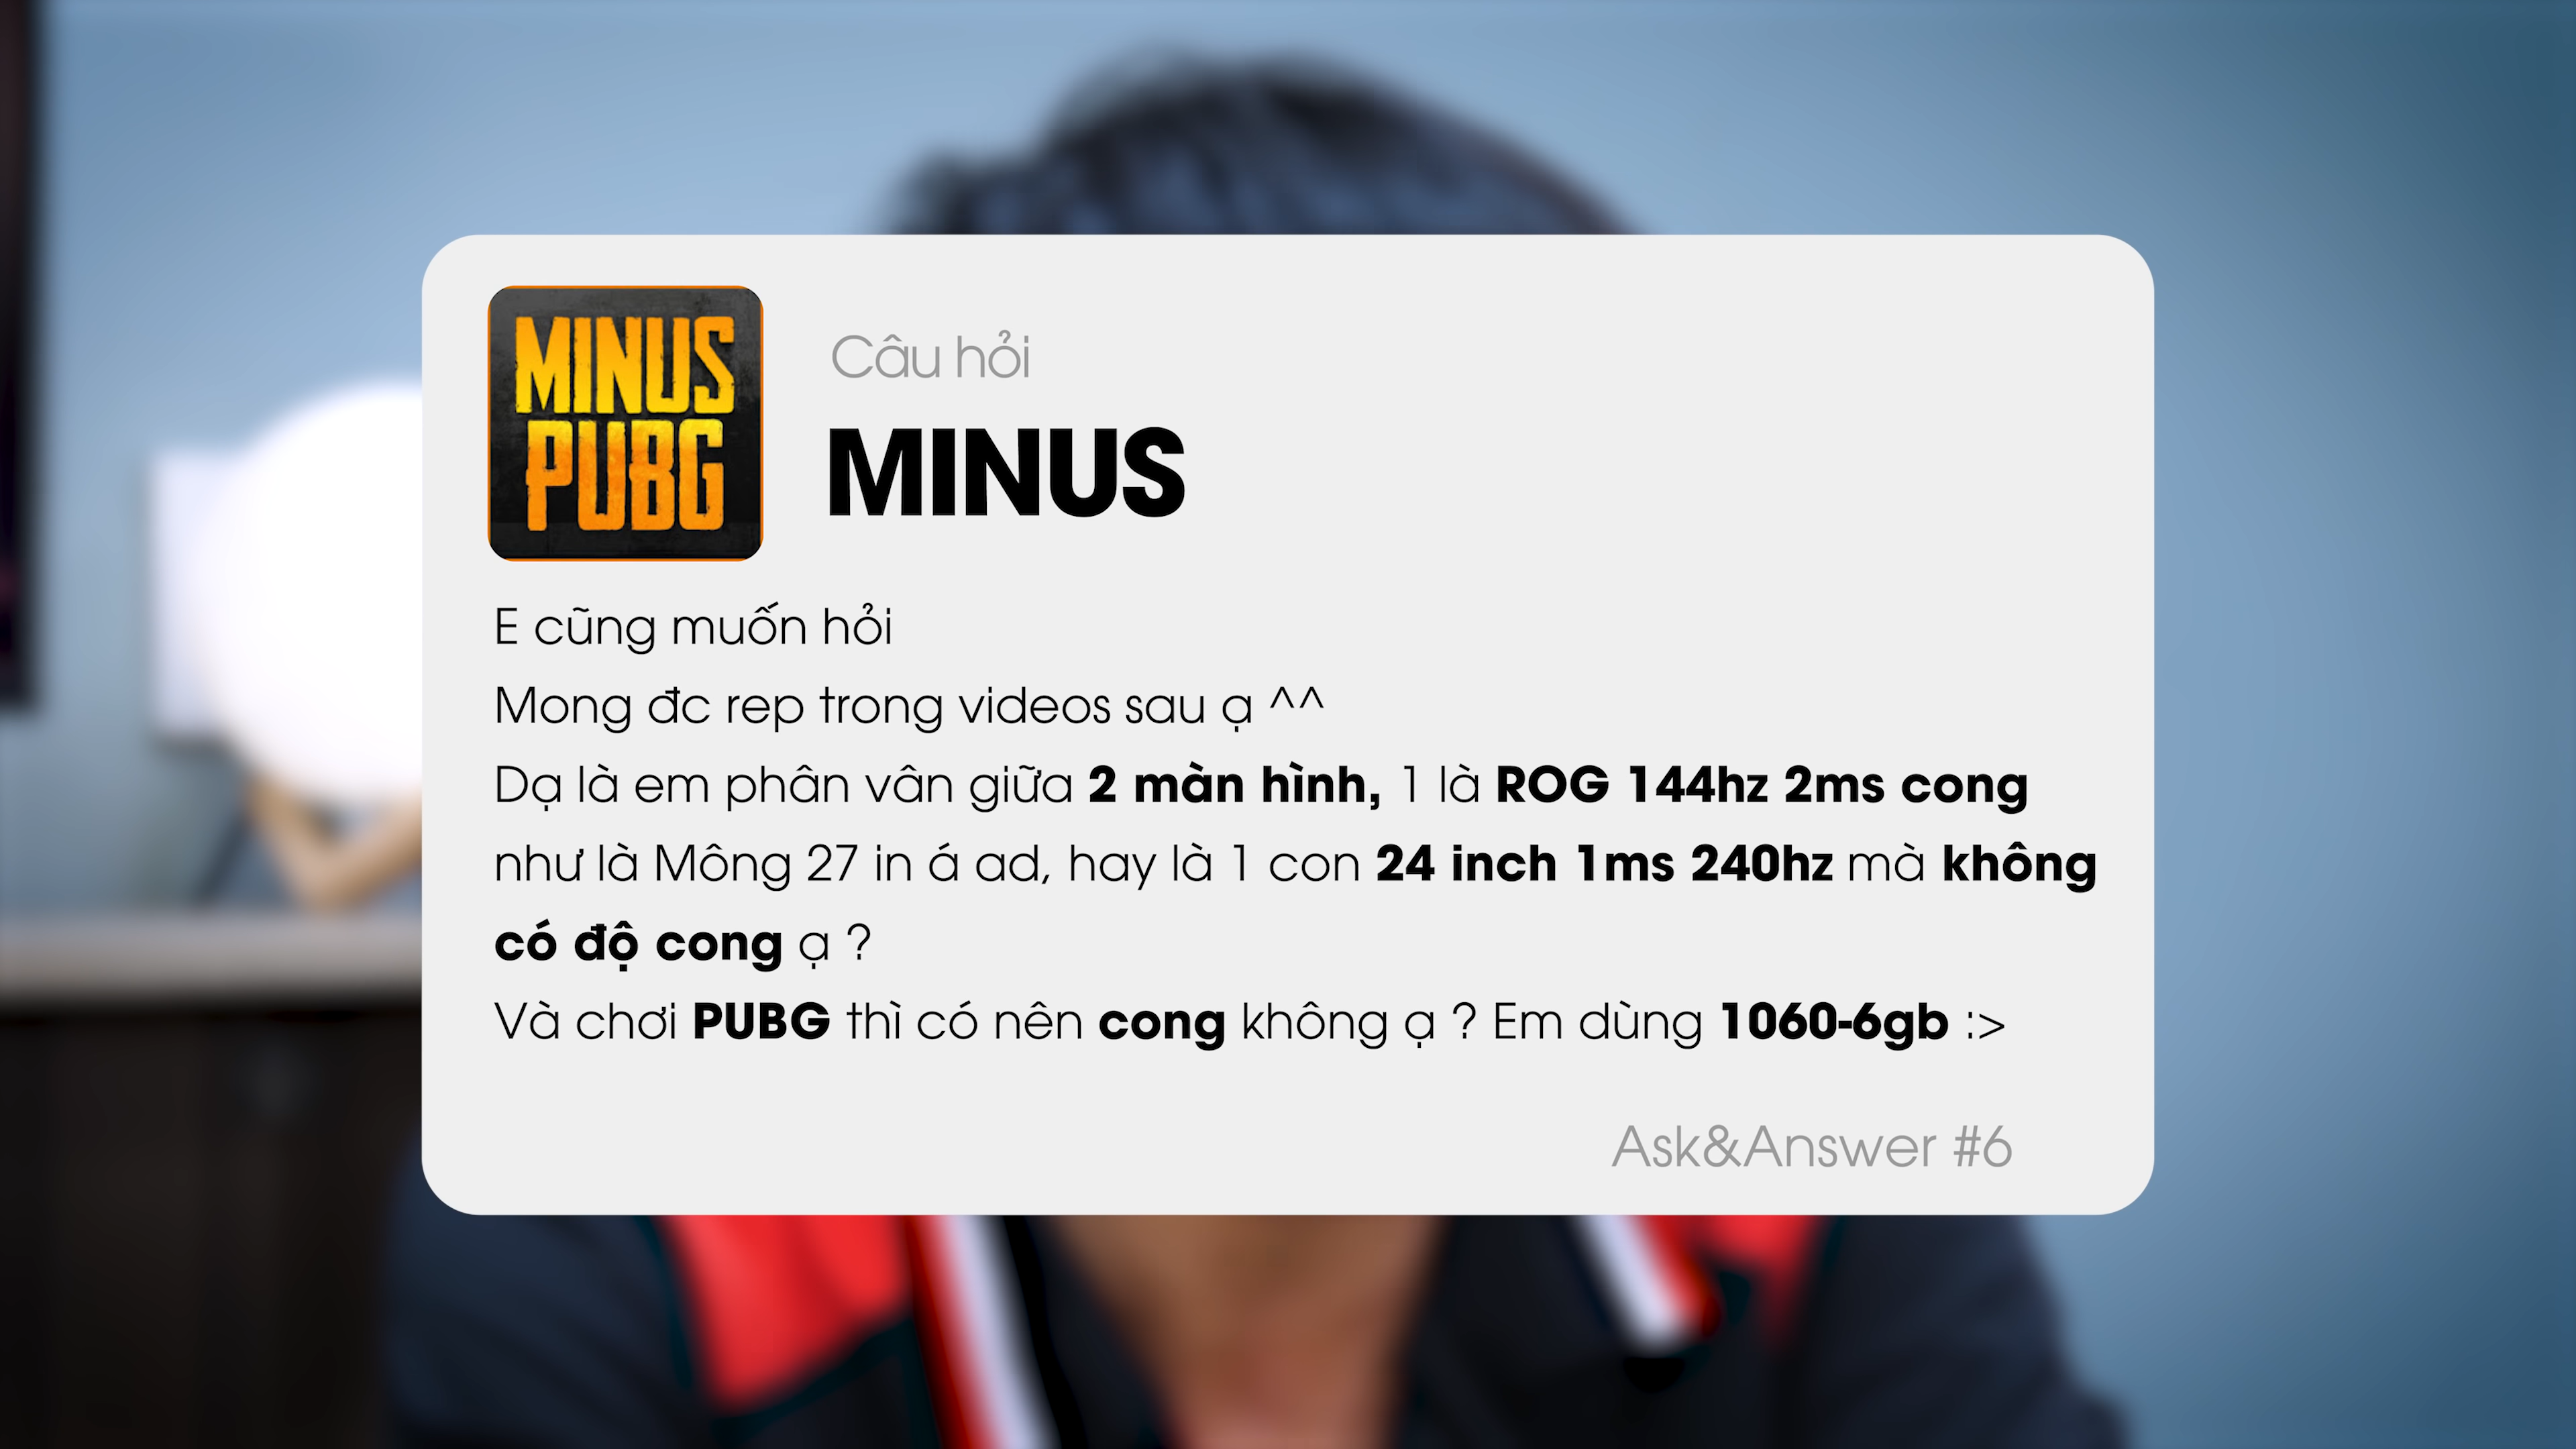 MINUS
PUBG
Câu hỏi
MINUS
E cũng muốn hỏi
Mong đc rep trong videos sau ạ ^^
Dạ là em phân vân giữa 2 màn hình, 1 là ROG 144hz 2ms cong
như là Mông 27 in á ad, hay là 1 con 24 inch 1ms 240hz mà không
có độ cong ạ ?
Và chơi PUBG thì có nên cong không ạ ? Em dùng 1060-6gb :>
Ask&Answer #6